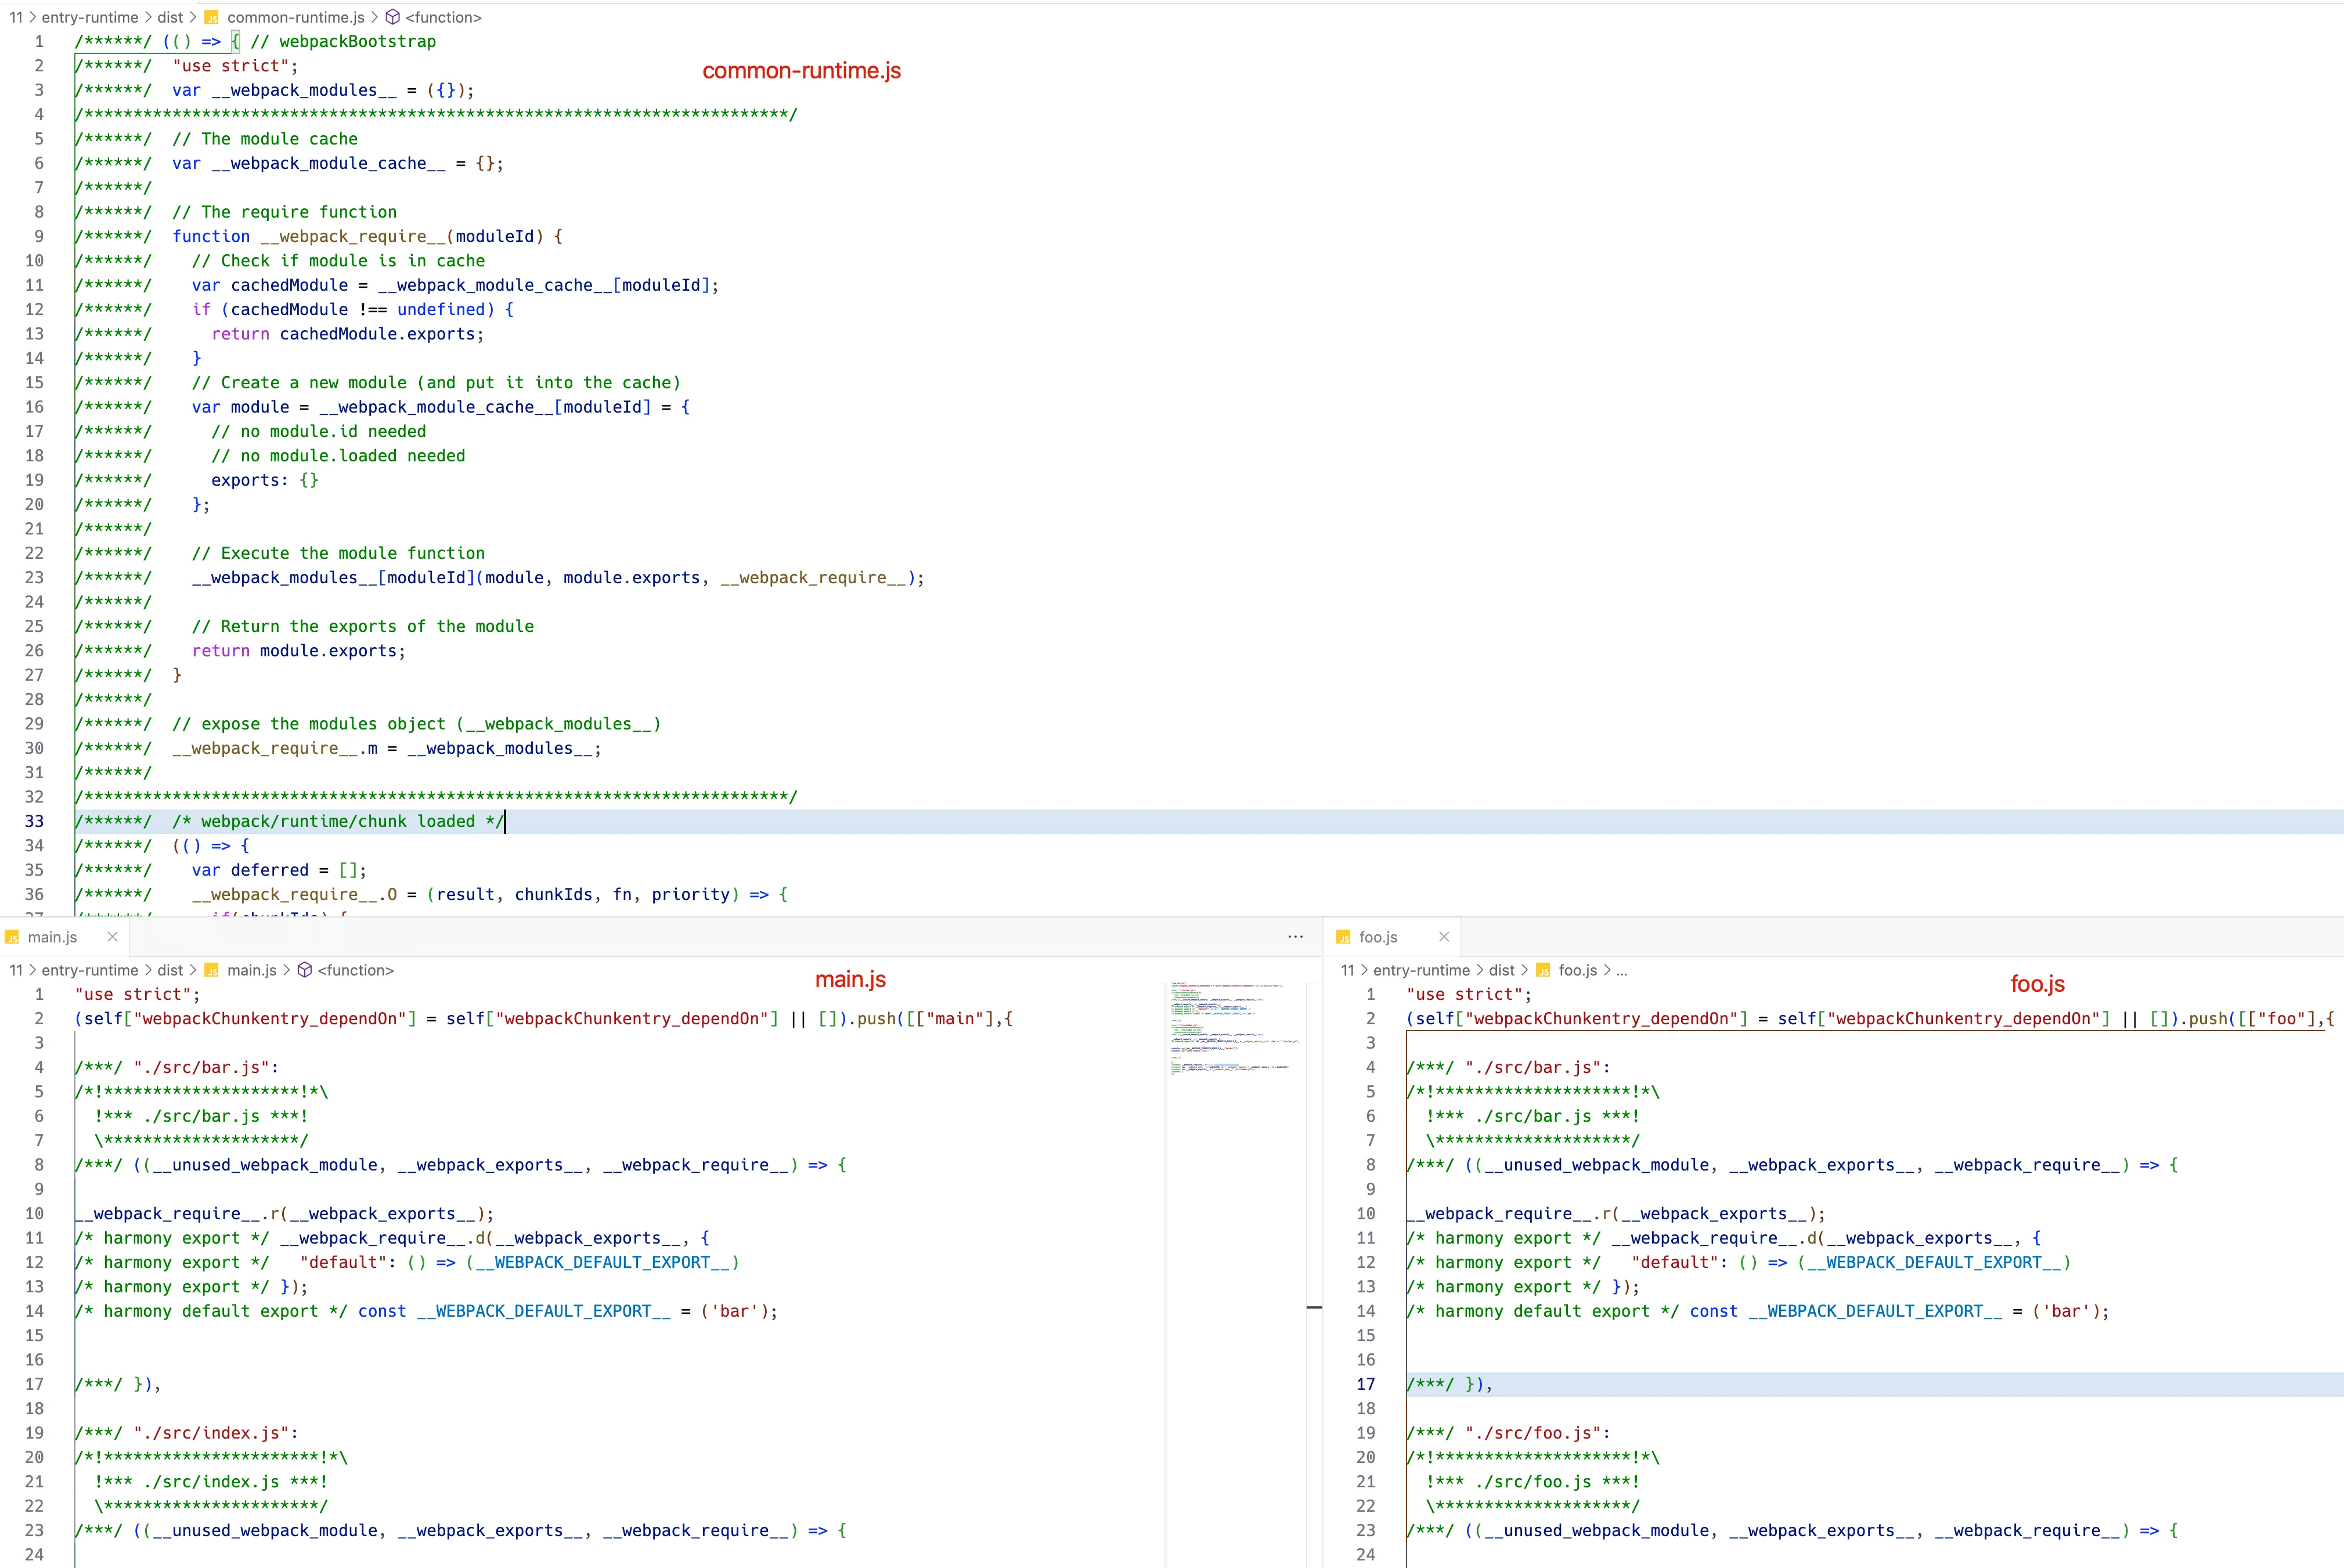 11 > entry-runtime > dist > JS common-runtime.js > <function>
1 /******/ (() => { // webpackBootstrap
2 /******/ "use strict";
common-runtime.js
3 /******/ var __webpack_modules__ = ({});
4 /************************************************************************/
5 /******/ // The module cache
6 /******/ var __webpack_module_cache__ = {};
7 /******/
8 /******/ // The require function
9 /******/ function __webpack_require__(moduleId) {
10 /******/ // Check if module is in cache
11 /******/ var cachedModule = __webpack_module_cache__[moduleId];
12 /******/ if (cachedModule !== undefined) {
13 /******/ return cachedModule.exports;
14 /******/ }
15 /******/ // Create a new module (and put it into the cache)
16 /******/ var module = __webpack_module_cache__[moduleId] = {
17 /******/ // no module.id needed
18 /******/ // no module.loaded needed
19 /******/ exports: {}
20 /******/ };
21 /******/
22 /******/ // Execute the module function
23 /******/ __webpack_modules__[moduleId](module, module.exports, __webpack_require__);
24 /******/
25 /******/ // Return the exports of the module
26 /******/ return module.exports;
27 /******/ }
28 /******/
29 /******/ // expose the modules object (__webpack_modules__)
30 /******/ __webpack_require__.m = __webpack_modules__;
31 /******/
32 /************************************************************************/
33 /******/ /* webpack/runtime/chunk loaded */
34 /******/ (() => {
35 /******/ var deferred = [];
36 /******/ __webpack_require__.O = (result, chunkIds, fn, priority) => {
37 /******/ if(chunkIds) {
JS main.js × ...
11 > entry-runtime > dist > JS main.js > <function>
main.js
1 "use strict";
2 (self["webpackChunkentry_dependOn"] = self["webpackChunkentry_dependOn"] || []).push([["main"],{
3
4 /***/ "./src/bar.js":
5 /*!********************!*\
6 !*** ./src/bar.js ***!
7 \********************/
8 /***/ ((__unused_webpack_module, __webpack_exports__, __webpack_require__) => {
9
10 __webpack_require__.r(__webpack_exports__);
11 /* harmony export */ __webpack_require__.d(__webpack_exports__, {
12 /* harmony export */ "default": () => (__WEBPACK_DEFAULT_EXPORT__)
13 /* harmony export */ });
14 /* harmony default export */ const __WEBPACK_DEFAULT_EXPORT__ = ('bar');
15
16
17 /***/ }),
18
19 /***/ "./src/index.js":
20 /*!**********************!*\
21 !*** ./src/index.js ***!
22 \**********************/
23 /***/ ((__unused_webpack_module, __webpack_exports__, __webpack_require__) => {
24
JS foo.js ×
11 > entry-runtime > dist > JS foo.js > ...
foo.js
1 "use strict";
2 (self["webpackChunkentry_dependOn"] = self["webpackChunkentry_dependOn"] || []).push([["foo"],{
3
4 /***/ "./src/bar.js":
5 /*!********************!*\
6 !*** ./src/bar.js ***!
7 \********************/
8 /***/ ((__unused_webpack_module, __webpack_exports__, __webpack_require__) => {
9
10 __webpack_require__.r(__webpack_exports__);
11 /* harmony export */ __webpack_require__.d(__webpack_exports__, {
12 /* harmony export */ "default": () => (__WEBPACK_DEFAULT_EXPORT__)
13 /* harmony export */ });
14 /* harmony default export */ const __WEBPACK_DEFAULT_EXPORT__ = ('bar');
15
16
17 /***/ }),
18
19 /***/ "./src/foo.js":
20 /*!********************!*\
21 !*** ./src/foo.js ***!
22 \********************/
23 /***/ ((__unused_webpack_module, __webpack_exports__, __webpack_require__) => {
24